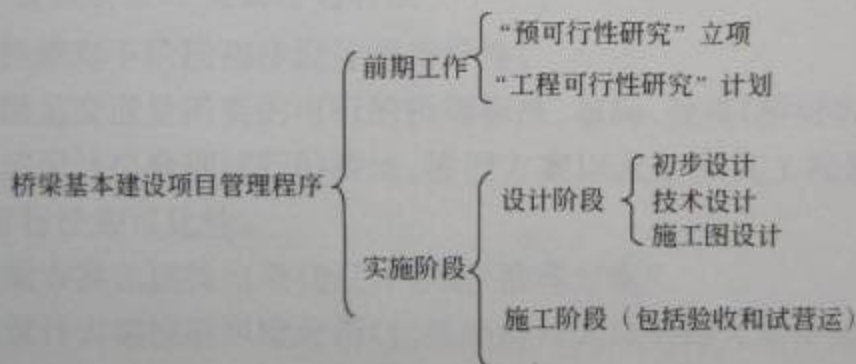 “预可行性研究”立项
前期工作
“工程可行性研究”计划
桥梁基本建设项目管理程序
初步设计
设计阶段
技术设计
施工图设计
实施阶段
施工阶段（包括验收和试营运）